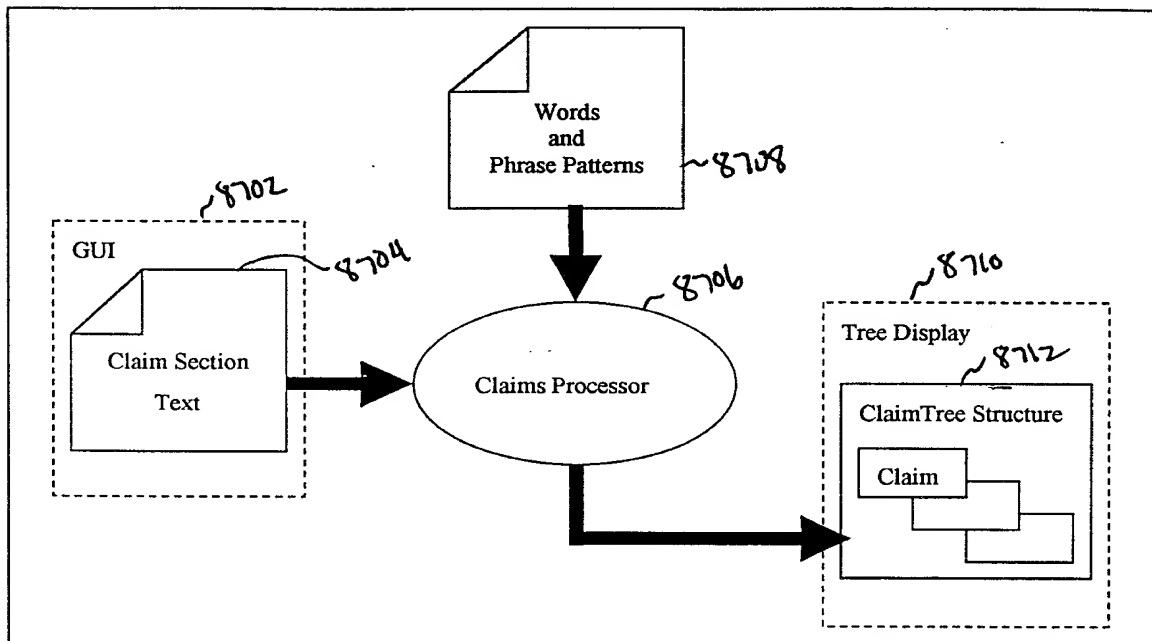 Words
and
Phrase Patterns
8708
8702
GUI
8704
Claim Section
Text
8706
Claims Processor
8710
Tree Display
8712
ClaimTree Structure
Claim